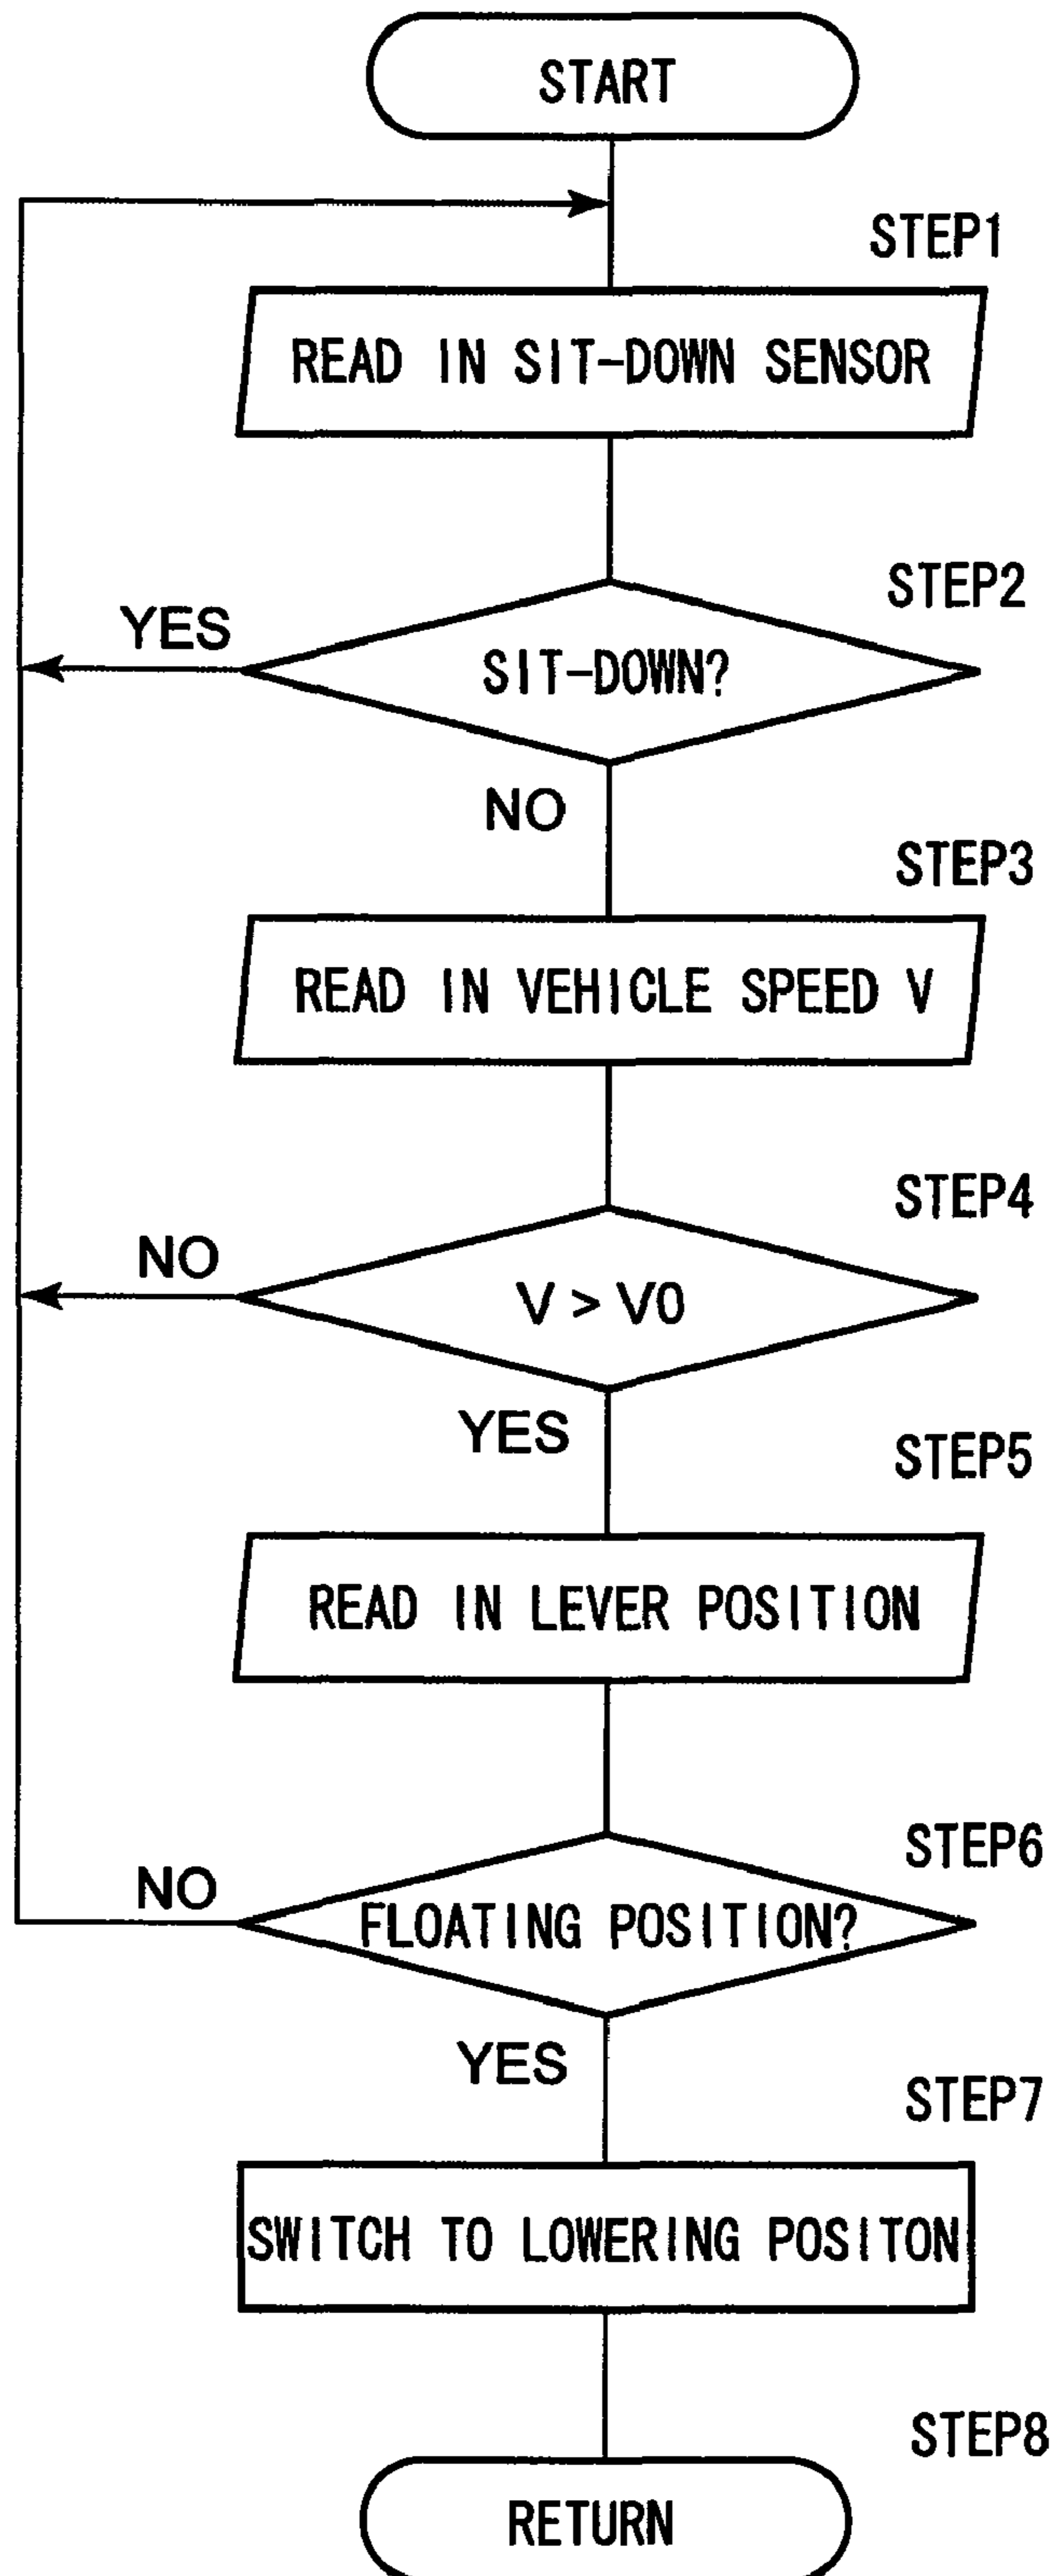 START
STEP1
READ IN SIT-DOWN SENSOR
STEP2
YES
SIT-DOWN?
NO
STEP3
READ IN VEHICLE SPEED V
STEP4
NO
V > V0
YES
STEP5
READ IN LEVER POSITION
STEP6
NO
FLOATING POSITION?
YES
STEP7
SWITCH TO LOWERING POSITON
STEP8
RETURN